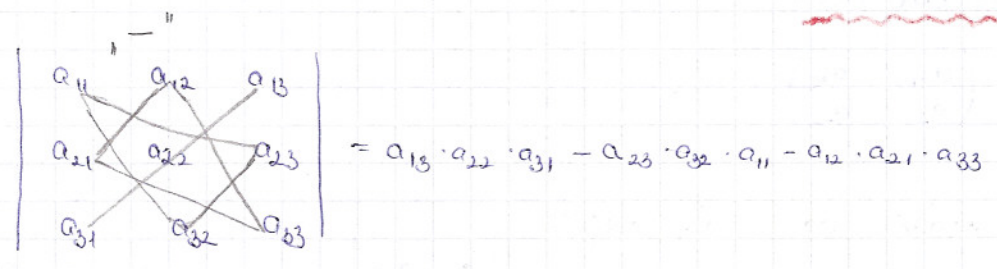 „ — "
a₁₁ a₁₂ a₁₃
a₂₁ a₂₂ a₂₃ = a₁₃ · a₂₂ · a₃₁ – a₂₃ · a₃₂ · a₁₁ – a₁₂ · a₂₁ · a₃₃
a₃₁ a₃₂ a₃₃